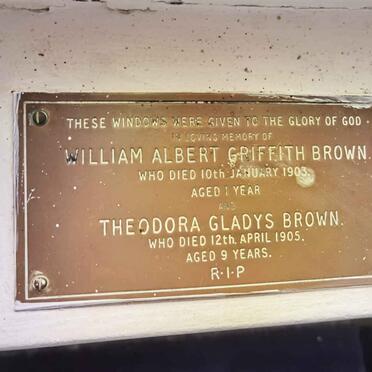 THESE WINDOWS WERE GIVEN TO THE GLORY OF GOD
IN LOVING MEMORY OF
WILLIAM ALBERT GRIFFITH BROWN.
WHO DIED 10th JANUARY 1903.
AGED 1 YEAR
AND
THEODORA GLADYS BROWN.
WHO DIED 12th. APRIL 1905.
AGED 9 YEARS.
R·I·P